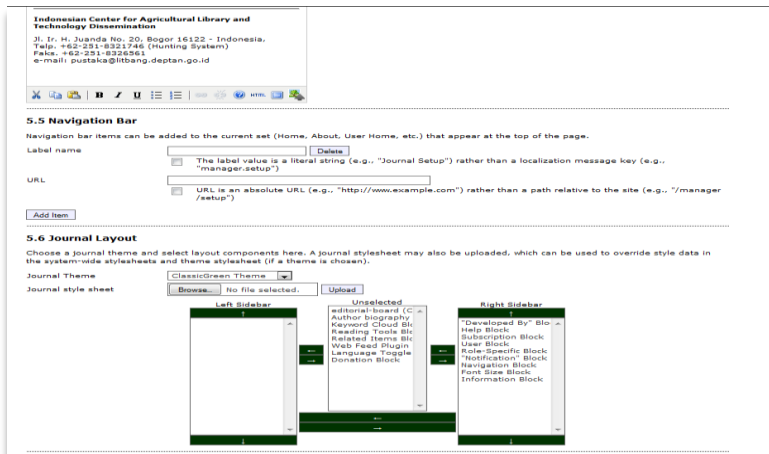 Indonesian Center for Agricultural Library and
Technology Dissemination
Jl. Ir. H. Juanda No. 20, Bogor 16122 - Indonesia,
Telp. +62-251-8321746 (Hunting System)
Faks. +62-251-8326561
e-mail: pustaka@litbang.deptan.go.id
B I U HTML
5.5 Navigation Bar
Navigation bar items can be added to the current set (Home, About, User Home, etc.) that appear at the top of the page.
Label name Delete
The label value is a literal string (e.g., "Journal Setup") rather than a localization message key (e.g.,
"manager.setup")
URL
URL is an absolute URL (e.g., "http://www.example.com") rather than a path relative to the site (e.g., "/manager
/setup")
Add Item
5.6 Journal Layout
Choose a journal theme and select layout components here. A journal stylesheet may also be uploaded, which can be used to override style data in
the system-wide stylesheets and theme stylesheet (if a theme is chosen).
Journal Theme ClassicGreen Theme
Journal style sheet Browse... No file selected. Upload
Left Sidebar Unselected Right Sidebar
↑ ↑
editorial-board (C
Author biography
Keyword Cloud Blo
Reading Tools Blo
Related Items Blo
Web Feed Plugin
Language Toggle
Donation Block
"Developed By" Blo
Help Block
Subscription Block
User Block
Role-Specific Block
"Notification" Block
Navigation Block
Font Size Block
Information Block
← ←
→ →
←
→
↓ ↓